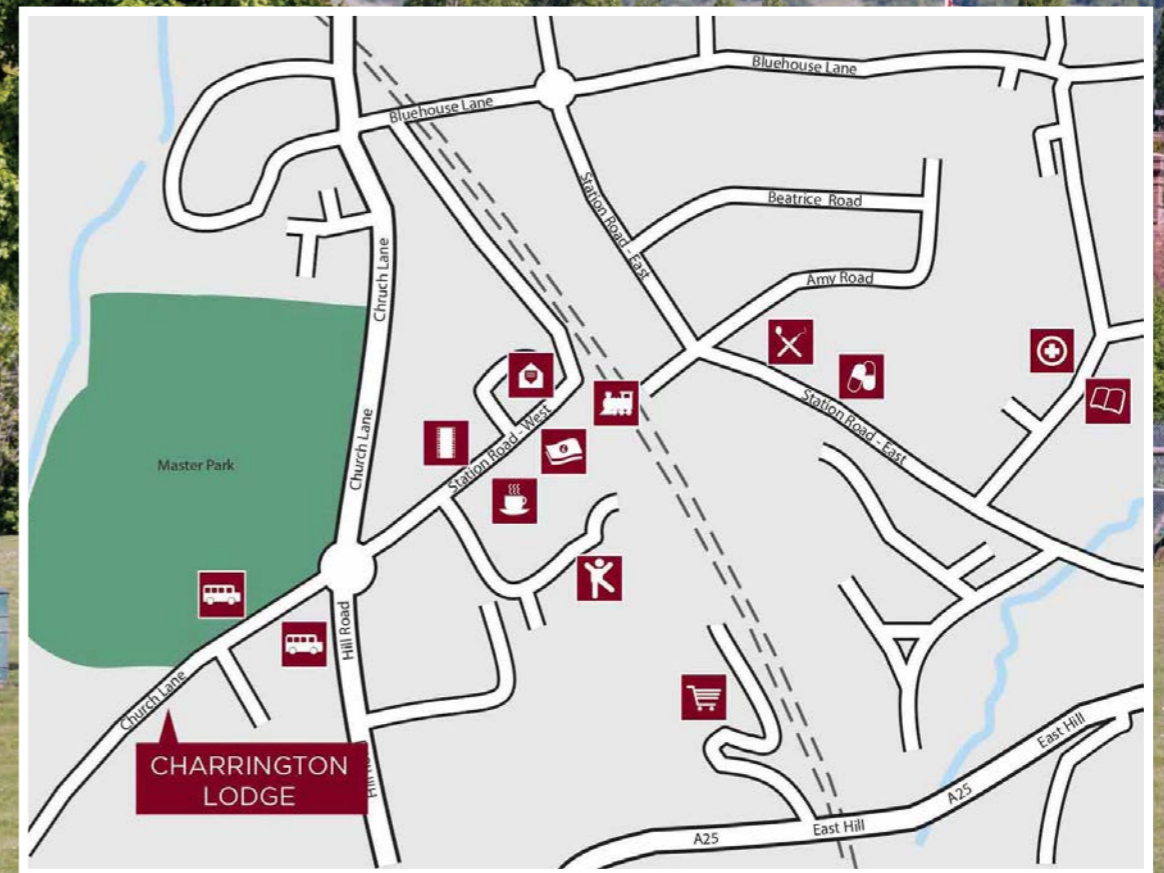 Bluehouse Lane
Bluehouse Lane
Station Road - East
Beatrice Road
Chruch Lane
Amy Road
Station Road - West
Station Road - East
Church Lane
Master Park
Hill Road
Church Lane
CHARRINGTON
LODGE
East Hill
A25
A25
East Hill